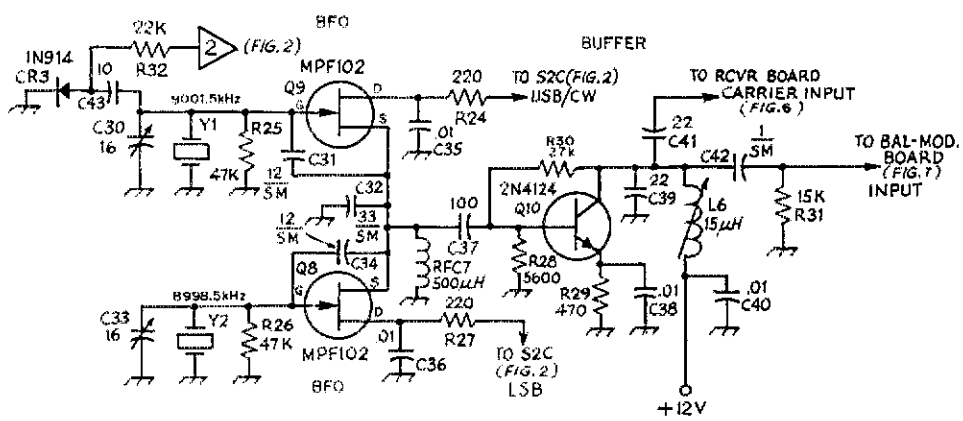 BFO
BUFFER
22K
2
(FIG. 2)
R32
1N914
CR3
10
C43
MPF102
Q9
D
G
S
220
R24
TO S2C (FIG. 2)
USB/CW
TO RCVR BOARD
CARRIER INPUT
(FIG. 6)
9001.5kHz
C30
16
Y1
R25
47K
C31
12
SM
.01
C35
22
C41
C42
1
SM
TO BAL-MOD.
BOARD
(FIG. 7)
INPUT
R30
27K
2N4124
Q10
22
C39
L6
15µH
15K
R31
C32
33
SM
12
SM
C34
100
C37
R28
5600
RFC7
500µH
R29
470
.01
C38
.01
C40
Q8
S
G
D
8998.5kHz
C33
16
Y2
R26
47K
MPF102
220
R27
.01
C36
TO S2C
(FIG. 2)
LSB
BFO
+12V